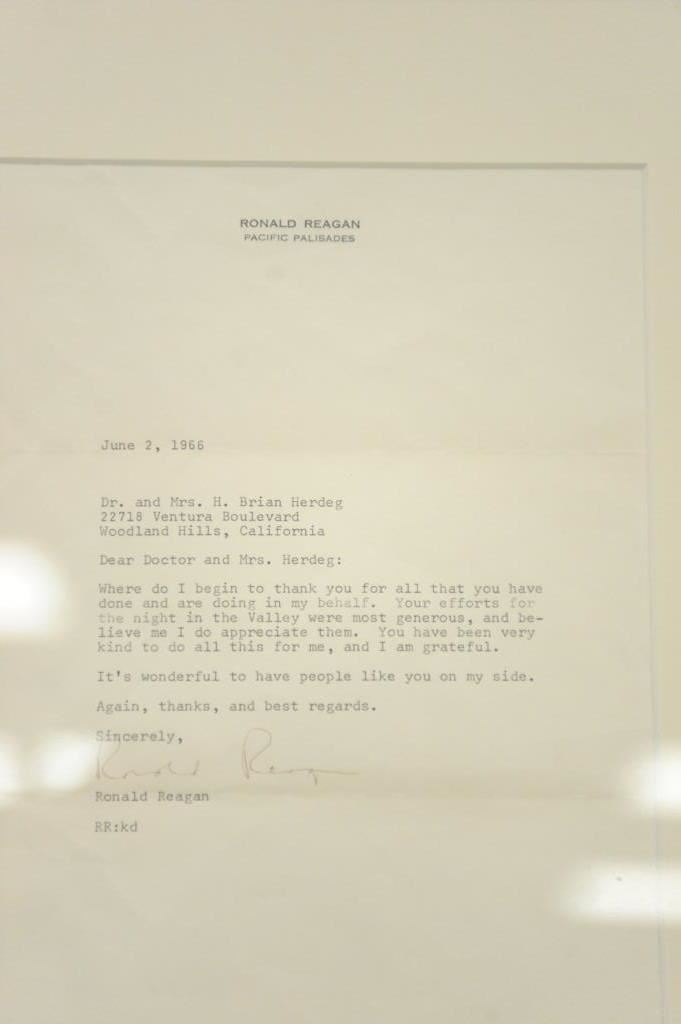 RONALD REAGAN
PACIFIC PALISADES
June 2, 1966
Dr. and Mrs. H. Brian Herdeg
22718 Ventura Boulevard
Woodland Hills, California
Dear Doctor and Mrs. Herdeg:
Where do I begin to thank you for all that you have
done and are doing in my behalf. Your efforts for
the night in the Valley were most generous, and be-
lieve me I do appreciate them. You have been very
kind to do all this for me, and I am grateful.
It's wonderful to have people like you on my side.
Again, thanks, and best regards.
Sincerely,
Ronald Reagan
Ronald Reagan
RR:kd